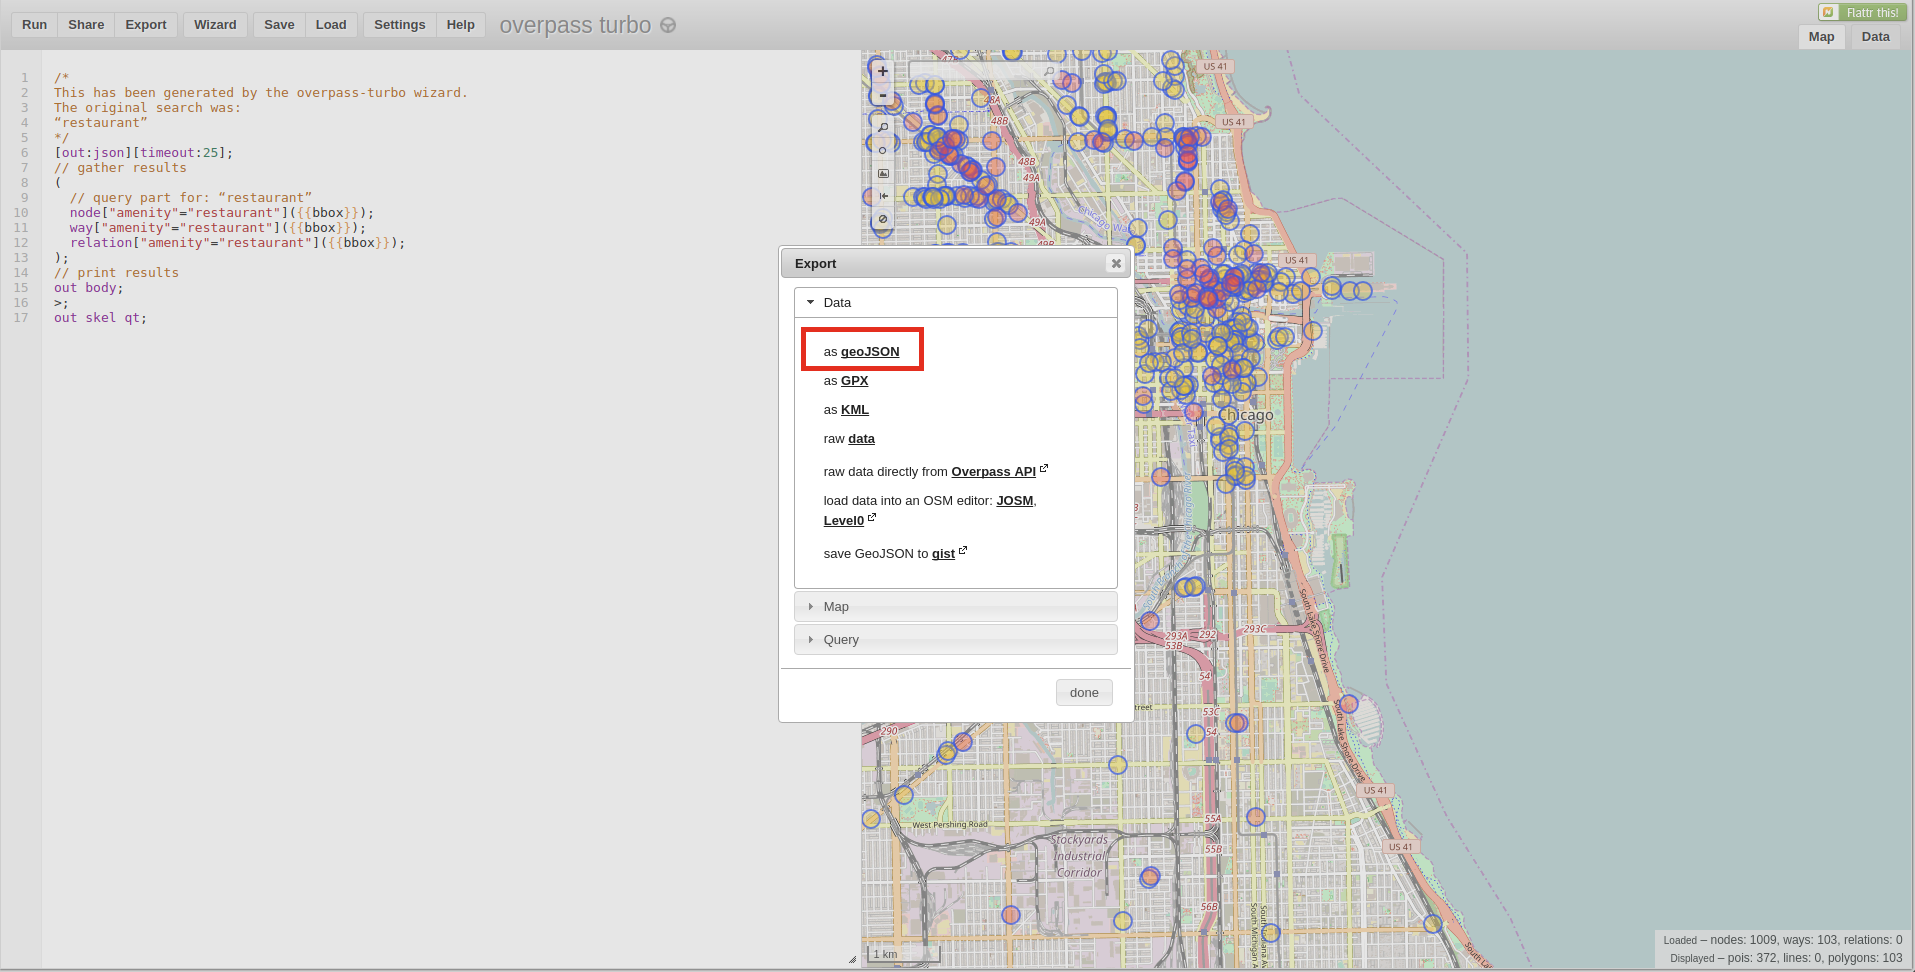 Run Share Export Wizard Save Load Settings Help overpass turbo
Flattr this!
Map Data
1 /*
2 This has been generated by the overpass-turbo wizard.
3 The original search was:
4 “restaurant”
5 */
6 [out:json][timeout:25];
7 // gather results
8 (
9 // query part for: “restaurant”
10 node["amenity"="restaurant"]({{bbox}});
11 way["amenity"="restaurant"]({{bbox}});
12 relation["amenity"="restaurant"]({{bbox}});
13 );
14 // print results
15 out body;
16 >;
17 out skel qt;
Export
Data
as geoJSON
as GPX
as KML
raw data
raw data directly from Overpass API
load data into an OSM editor: JOSM,
Level0
save GeoJSON to gist
Map
Query
done
+
-
47B
US 41
48A
48B
US 41
48B
49A
49A
49B
US 41
Chicago
293A
292
293C
53B
54
South Lake Shore Drive
53C
54
290
South Lake Shore Drive
US 41
West Pershing Road
55A
Stockyards
Industrial
Corridor
55B
US 41
56B
1 km
Loaded – nodes: 1009, ways: 103, relations: 0
Displayed – pois: 372, lines: 0, polygons: 103